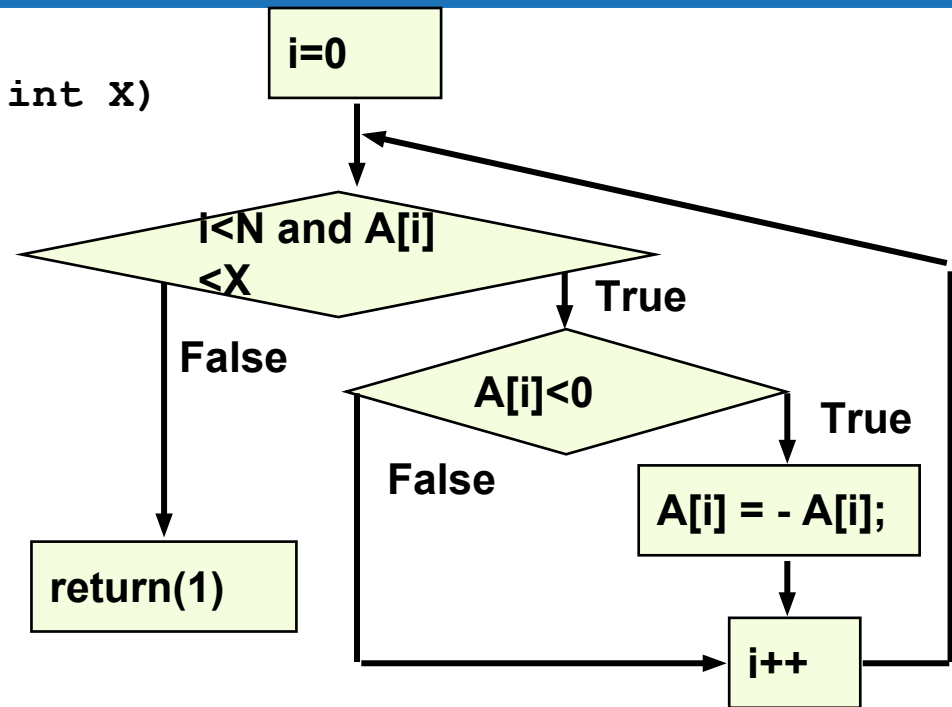 i=0
int X)
i<N and A[i]
<X
True
False
A[i]<0
True
False
A[i] = - A[i];
return(1)
i++